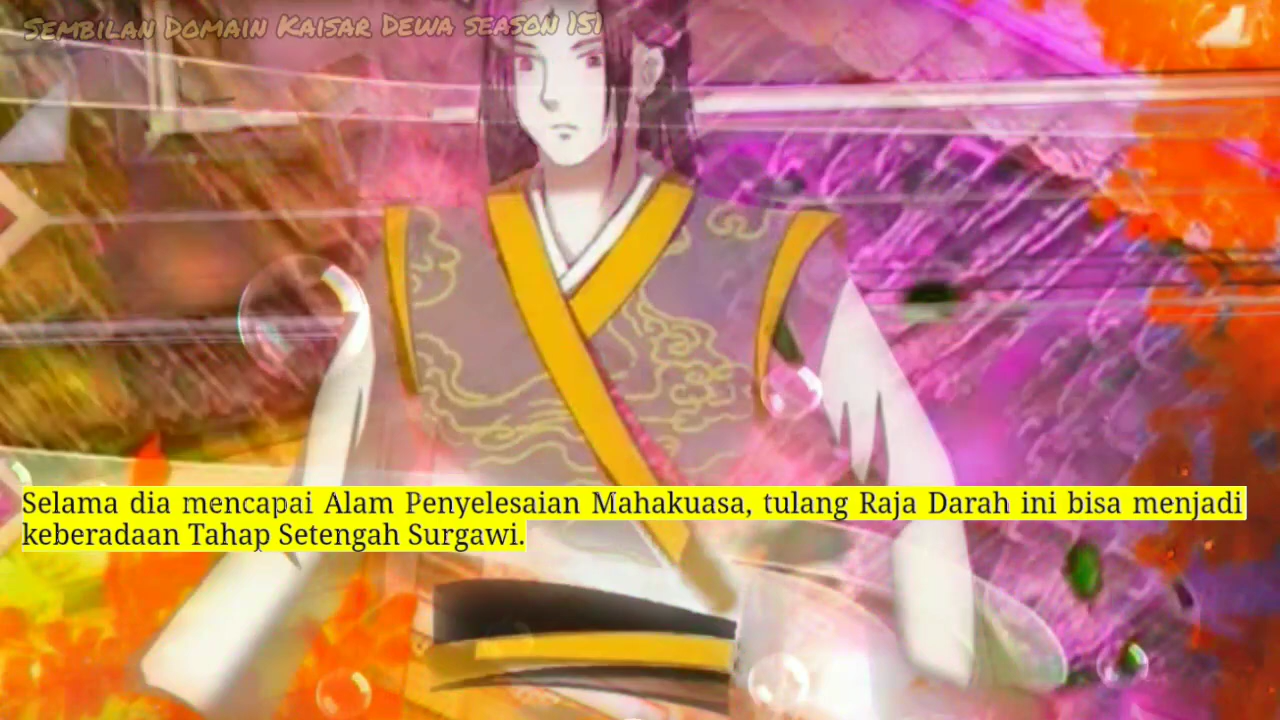 Sembilan Domain Kaisar Dewa season 151
Selama dia mencapai Alam Penyelesaian Mahakuasa, tulang Raja Darah ini bisa menjadi
keberadaan Tahap Setengah Surgawi.